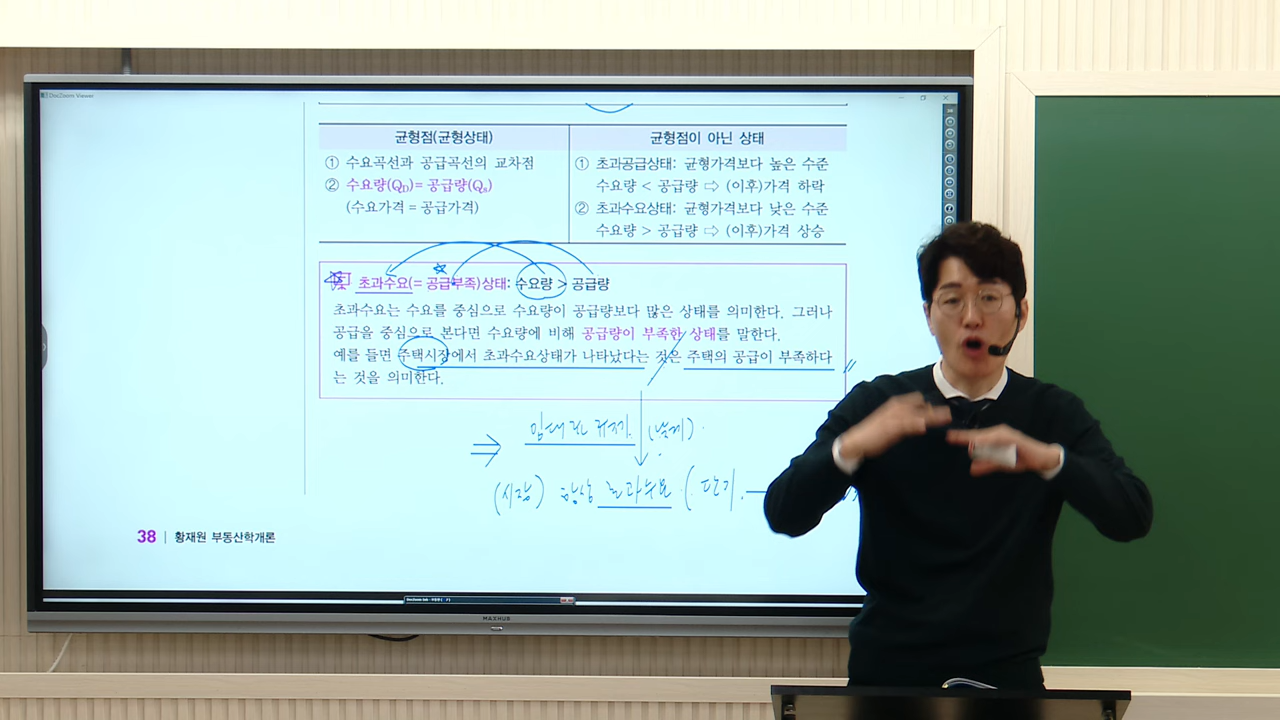 DocZoom Viewer
균형점(균형상태)
균형점이 아닌 상태
① 수요곡선과 공급곡선의 교차점
② 수요량(QD)= 공급량(Qs)
(수요가격 = 공급가격)
① 초과공급상태: 균형가격보다 높은 수준
수요량 < 공급량 ⇨ (이후)가격 하락
② 초과수요상태: 균형가격보다 낮은 수준
수요량 > 공급량 ⇨ (이후)가격 상승
초과수요(= 공급부족)상태: 수요량 > 공급량
초과수요는 수요를 중심으로 수요량이 공급량보다 많은 상태를 의미한다. 그러나
공급을 중심으로 본다면 수요량에 비해 공급량이 부족한 상태를 말한다.
예를 들면 주택시장에서 초과수요상태가 나타났다는 것은 주택의 공급이 부족하다
는 것을 의미한다.
⇒ 임대료 규제
(시장) 항상 초과수요 (단기,
38 | 황재원 부동산학개론
MAXHUB